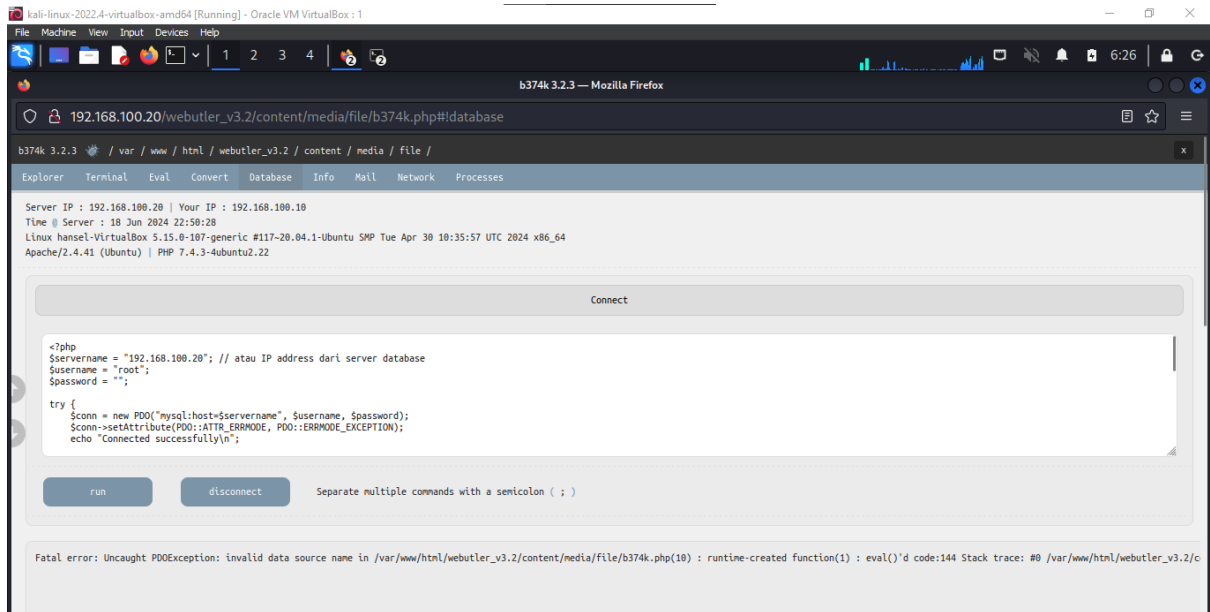 kali-linux-2022.4-virtualbox-amd64 [Running] - Oracle VM VirtualBox : 1
File Machine View Input Devices Help
1 2 3 4 6:26
b374k 3.2.3 — Mozilla Firefox
192.168.100.20/webutler_v3.2/content/media/file/b374k.php#!database
b374k 3.2.3 / var / www / html / webutler_v3.2 / content / media / file / x
Explorer Terminal Eval Convert Database Info Mail Network Processes
Server IP : 192.168.100.20 | Your IP : 192.168.100.10
Time @ Server : 18 Jun 2024 22:50:28
Linux hansel-VirtualBox 5.15.0-107-generic #117~20.04.1-Ubuntu SMP Tue Apr 30 10:35:57 UTC 2024 x86_64
Apache/2.4.41 (Ubuntu) | PHP 7.4.3-4ubuntu2.22
Connect
<?php
$servername = "192.168.100.20"; // atau IP address dari server database
$username = "root";
$password = "";
try {
$conn = new PDO("mysql:host=$servername", $username, $password);
$conn->setAttribute(PDO::ATTR_ERRMODE, PDO::ERRMODE_EXCEPTION);
echo "Connected successfully\n";
run disconnect Separate multiple commands with a semicolon ( ; )
Fatal error: Uncaught PDOException: invalid data source name in /var/www/html/webutler_v3.2/content/media/file/b374k.php(10) : runtime-created function(1) : eval()'d code:144 Stack trace: #0 /var/www/html/webutler_v3.2/c